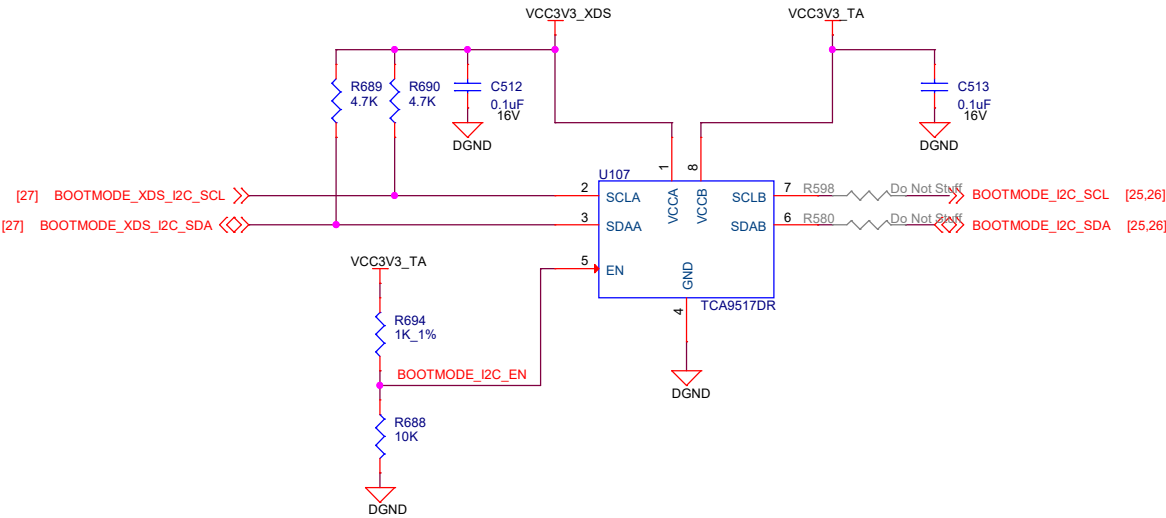 VCC3V3_XDS
VCC3V3_TA
R689
4.7K
R690
4.7K
C512
0.1uF
16V
C513
0.1uF
16V
DGND
DGND
1
8
U107
[27] BOOTMODE_XDS_I2C_SCL
2
SCLA
VCCA
VCCB
SCLB
7
R598
Do Not Stuff
BOOTMODE_I2C_SCL [25,26]
[27] BOOTMODE_XDS_I2C_SDA
3
SDAA
SDAB
6
R580
Do Not Stuff
BOOTMODE_I2C_SDA [25,26]
VCC3V3_TA
5
EN
GND
TCA9517DR
4
R694
1K_1%
BOOTMODE_I2C_EN
DGND
R688
10K
DGND